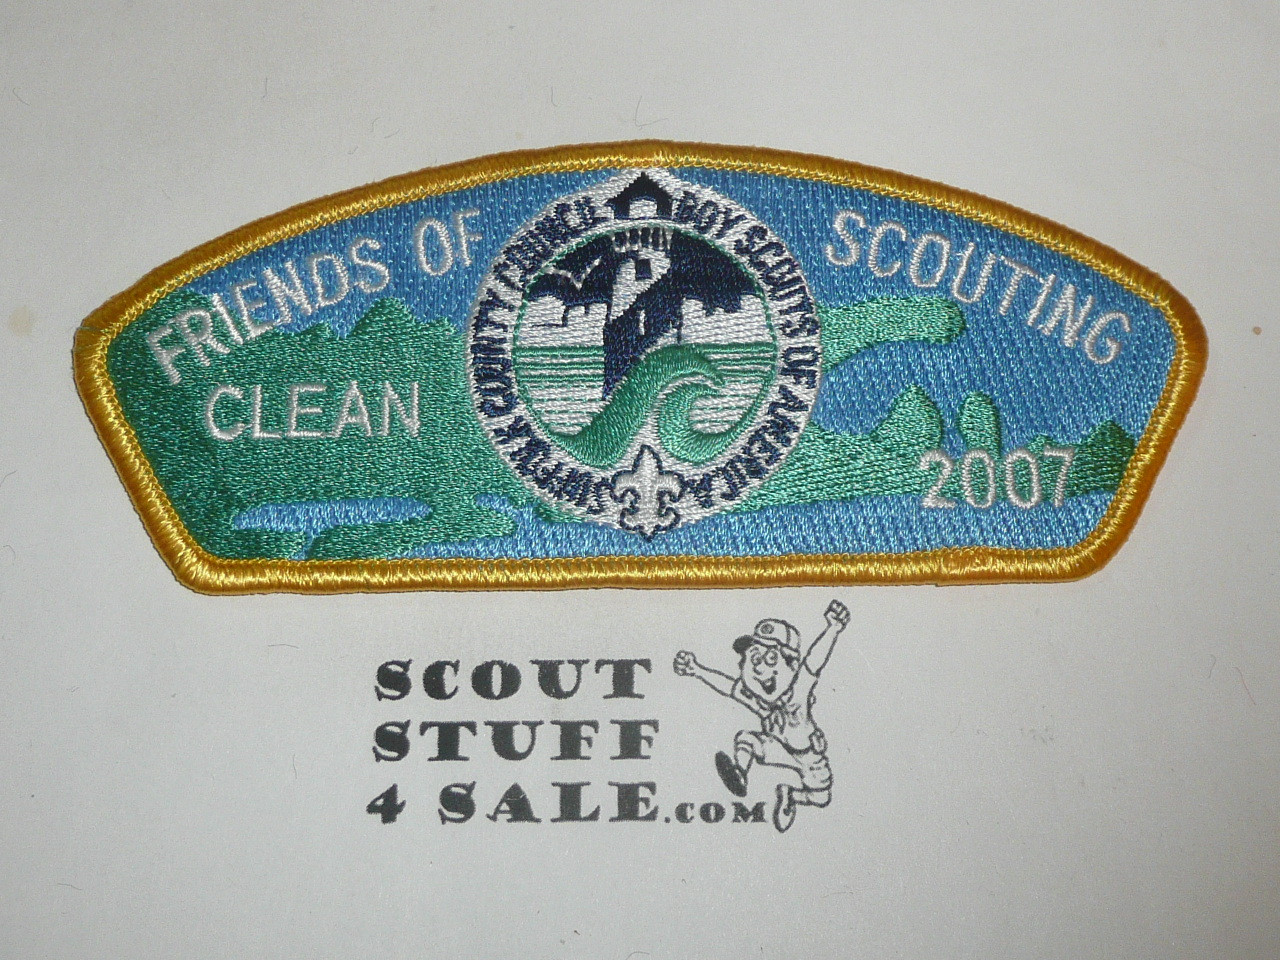 FRIENDS OF SCOUTING
SUFFOLK COUNTY COUNCIL BOY SCOUTS OF AMERICA
CLEAN
2007
SCOUT
STUFF
4 SALE.COM